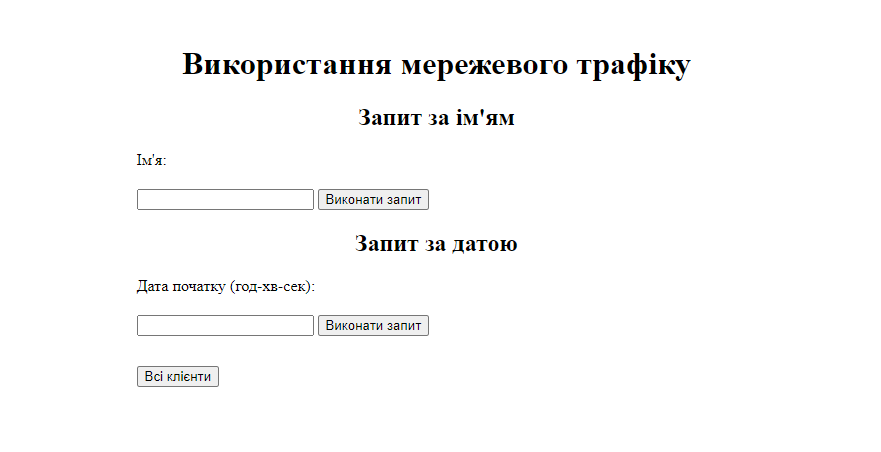 Використання мережевого трафіку
Запит за ім'ям
Ім'я:
Виконати запит
Запит за датою
Дата початку (год-хв-сек):
Виконати запит
Всі клієнти